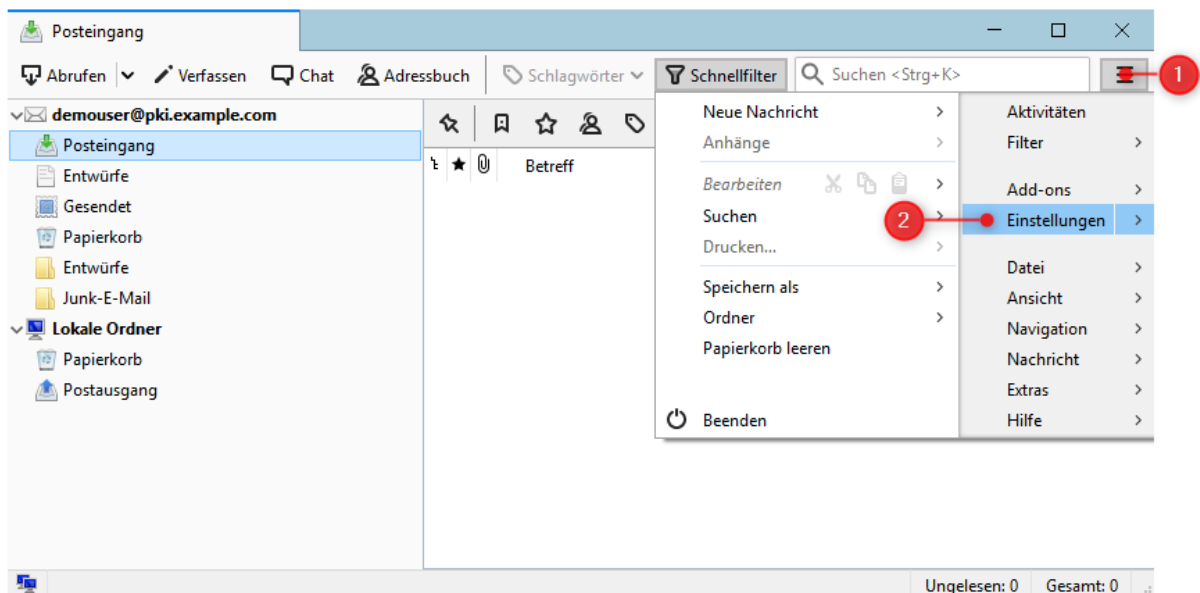 Posteingang
Abrufen Verfassen Chat Adressbuch Schlagwörter Schnellfilter Suchen <Strg+K> 1
demouser@pki.example.com
Posteingang
Entwürfe
Gesendet
Papierkorb
Entwürfe
Junk-E-Mail
Lokale Ordner
Papierkorb
Postausgang
Betreff
Neue Nachricht
Anhänge
Bearbeiten
Suchen
Drucken...
Speichern als
Ordner
Papierkorb leeren
Beenden
Aktivitäten
Filter
Add-ons
2 Einstellungen
Datei
Ansicht
Navigation
Nachricht
Extras
Hilfe
Ungelesen: 0 Gesamt: 0